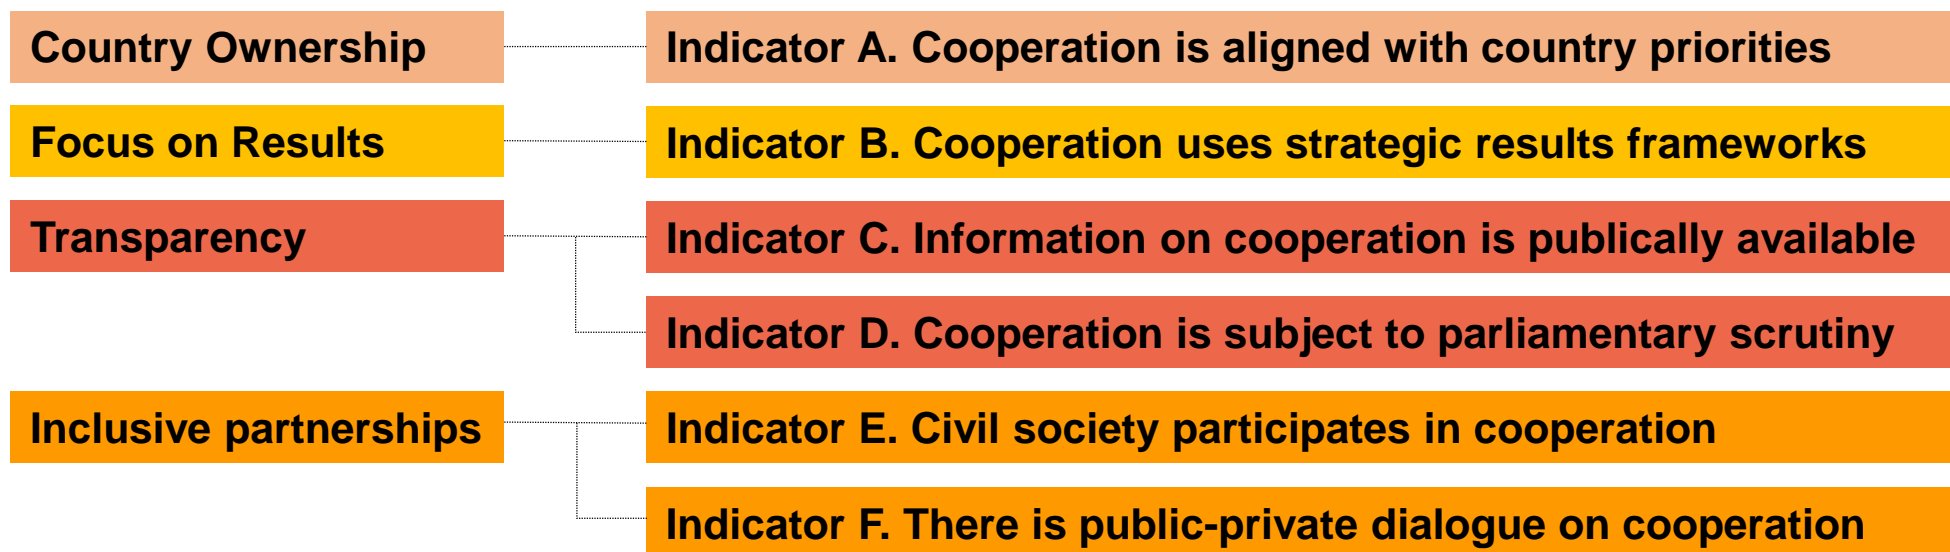 Country Ownership
Indicator A. Cooperation is aligned with country priorities
Focus on Results
Indicator B. Cooperation uses strategic results frameworks
Transparency
Indicator C. Information on cooperation is publically available
Indicator D. Cooperation is subject to parliamentary scrutiny
Inclusive partnerships
Indicator E. Civil society participates in cooperation
Indicator F. There is public-private dialogue on cooperation